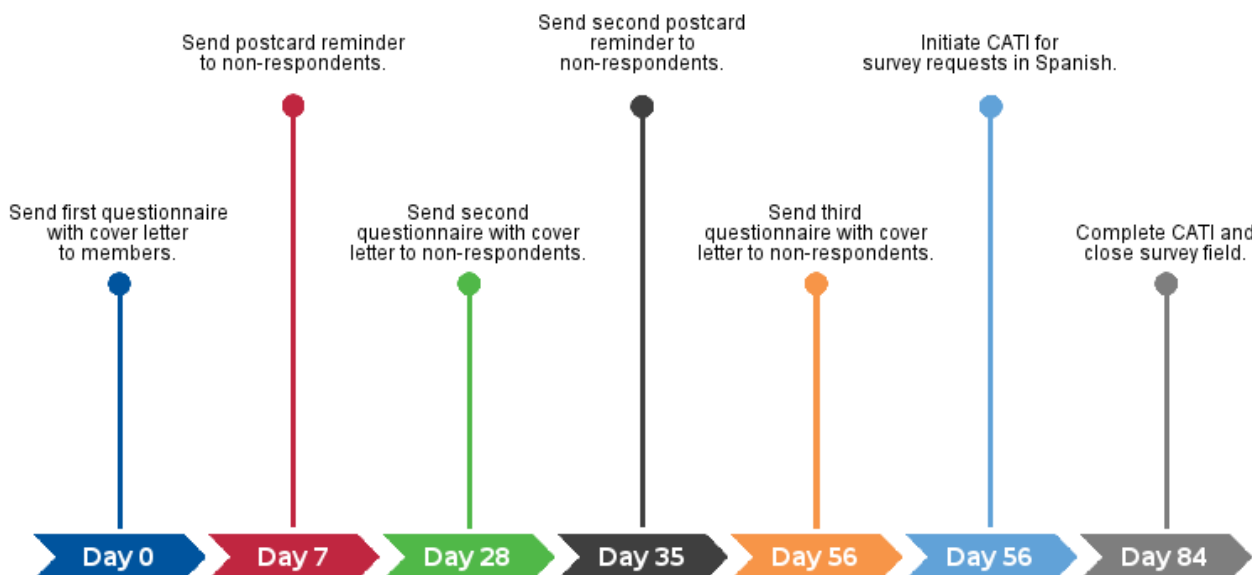 Send first questionnaire
with cover letter
to members.
Send postcard reminder
to non-respondents.
Send second
questionnaire with cover
letter to non-respondents.
Send second postcard
reminder to
non-respondents.
Send third
questionnaire with cover
letter to non-respondents.
Initiate CATI for
survey requests in Spanish.
Complete CATI and
close survey field.
Day 0
Day 7
Day 28
Day 35
Day 56
Day 56
Day 84